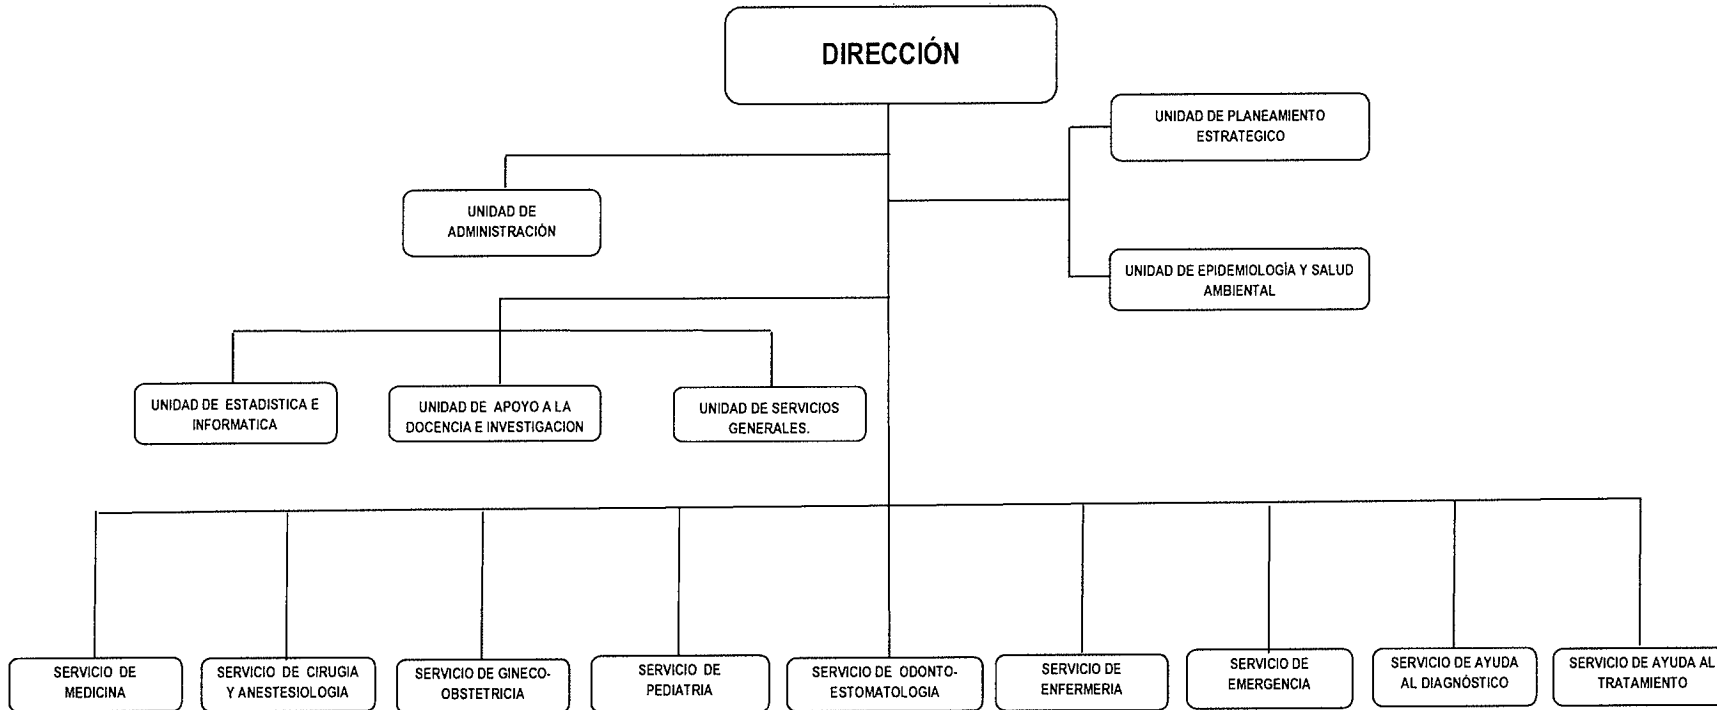 DIRECCIÓN
UNIDAD DE PLANEAMIENTO
ESTRATEGICO
UNIDAD DE
ADMINISTRACIÓN
UNIDAD DE EPIDEMIOLOGÍA Y SALUD
AMBIENTAL
UNIDAD DE ESTADISTICA E
INFORMATICA
UNIDAD DE APOYO A LA
DOCENCIA E INVESTIGACION
UNIDAD DE SERVICIOS
GENERALES.
SERVICIO DE
MEDICINA
SERVICIO DE CIRUGIA
Y ANESTESIOLOGIA
SERVICIO DE GINECO-
OBSTETRICIA
SERVICIO DE
PEDIATRIA
SERVICIO DE ODONTO-
ESTOMATOLOGIA
SERVICIO DE
ENFERMERIA
SERVICIO DE
EMERGENCIA
SERVICIO DE AYUDA
AL DIAGNÓSTICO
SERVICIO DE AYUDA AL
TRATAMIENTO